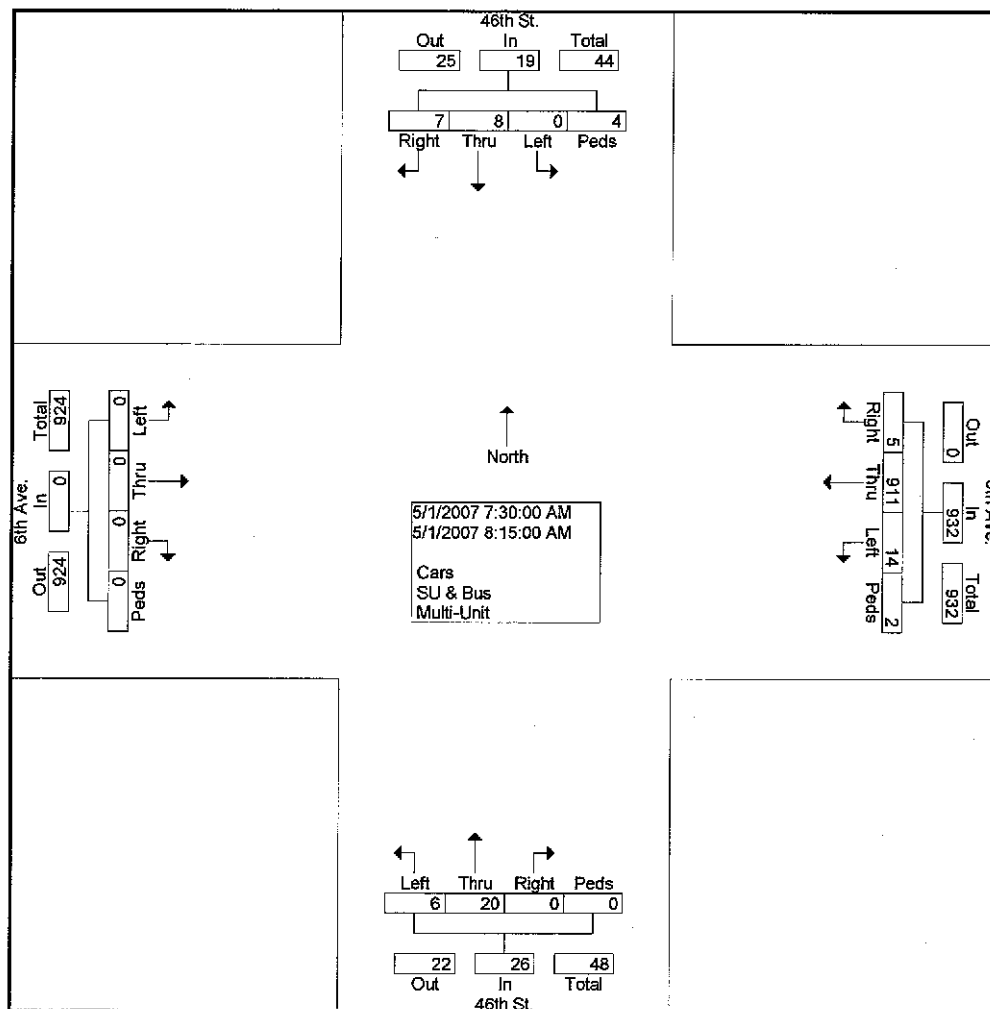 46th St.
Out In Total
25 19 44
7 8 0 4
Right Thru Left Peds
Total In Out
924 0 924
0 0 0 0
Left Thru Right Peds
6th Ave.
North
5/1/2007 7:30:00 AM
5/1/2007 8:15:00 AM
Cars
SU & Bus
Multi-Unit
Out In Total
0 932 932
5 911 14 2
Right Thru Left Peds
Ave.
Left Thru Right Peds
6 20 0 0
22 26 48
Out In Total
46th St.